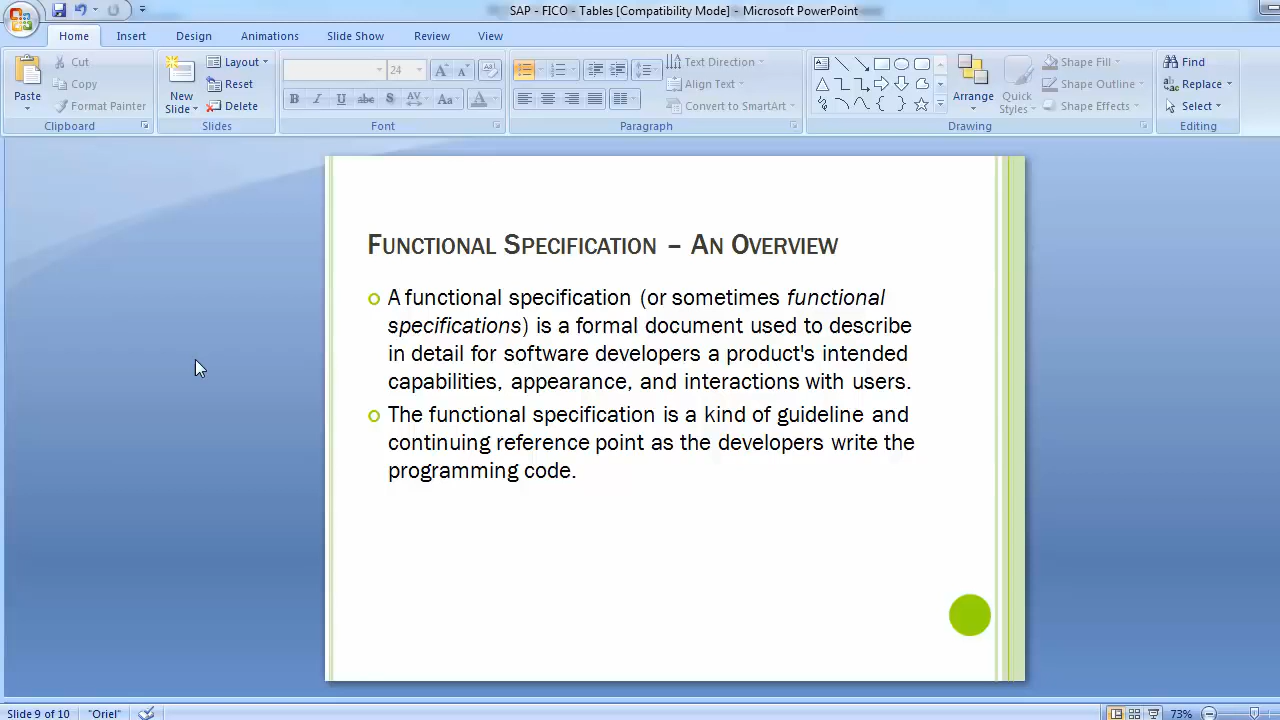 SAP - FICO - Tables [Compatibility Mode] - Microsoft PowerPoint
Home Insert Design Animations Slide Show Review View
Paste Cut Copy Format Painter Clipboard
New Slide Layout Reset Delete Slides
24 B I U abc S AV Aa A Font
Text Direction Align Text Convert to SmartArt Paragraph
Arrange Quick Styles Shape Fill Shape Outline Shape Effects Drawing
Find Replace Select Editing
FUNCTIONAL SPECIFICATION – AN OVERVIEW
A functional specification (or sometimes functional
specifications) is a formal document used to describe
in detail for software developers a product's intended
capabilities, appearance, and interactions with users.
The functional specification is a kind of guideline and
continuing reference point as the developers write the
programming code.
Slide 9 of 10 "Oriel" 73%